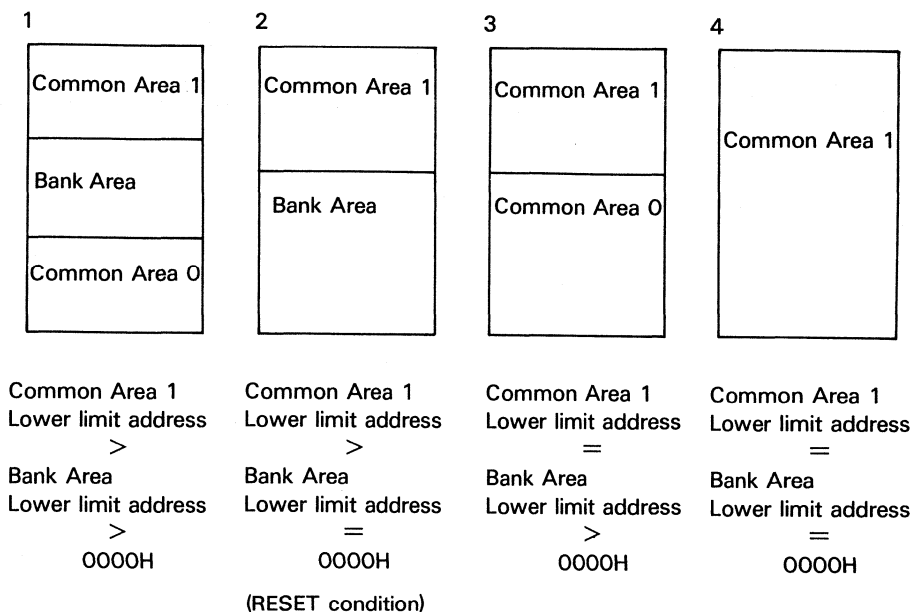 1
Common Area 1
Bank Area
Common Area 0
Common Area 1
Lower limit address
>
Bank Area
Lower limit address
>
0000H
2
Common Area 1
Bank Area
Common Area 1
Lower limit address
>
Bank Area
Lower limit address
=
0000H
(RESET condition)
3
Common Area 1
Common Area 0
Common Area 1
Lower limit address
=
Bank Area
Lower limit address
>
0000H
4
Common Area 1
Common Area 1
Lower limit address
=
Bank Area
Lower limit address
=
0000H